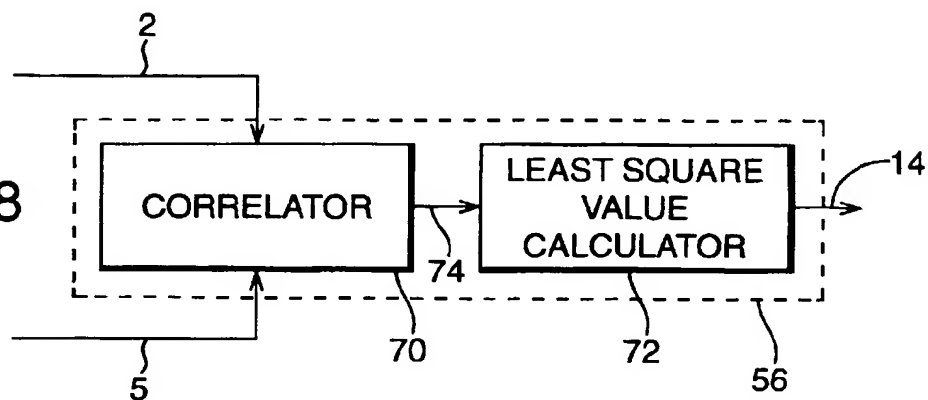 2
8
CORRELATOR
LEAST SQUARE
VALUE
CALCULATOR
14
74
5
70
72
56